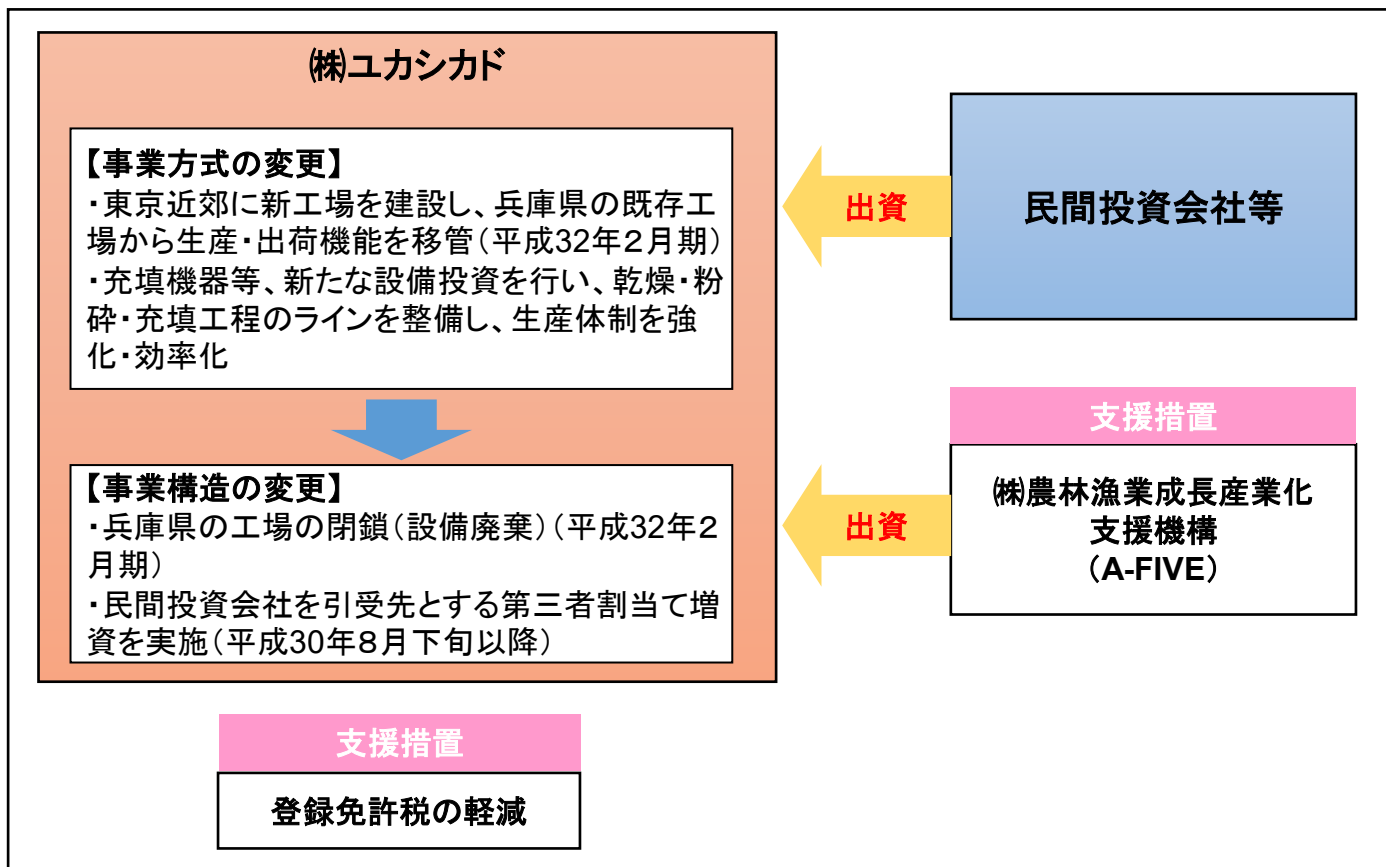 ㈱ユカシカド
【事業方式の変更】
・東京近郊に新工場を建設し、兵庫県の既存工
場から生産・出荷機能を移管（平成32年２月期）
・充填機器等、新たな設備投資を行い、乾燥・粉
砕・充填工程のラインを整備し、生産体制を強
化・効率化
【事業構造の変更】
・兵庫県の工場の閉鎖（設備廃棄）（平成32年２
月期）
・民間投資会社を引受先とする第三者割当て増
資を実施（平成30年８月下旬以降）
出資
民間投資会社等
出資
支援措置
㈱農林漁業成長産業化
支援機構
（A-FIVE）
支援措置
登録免許税の軽減